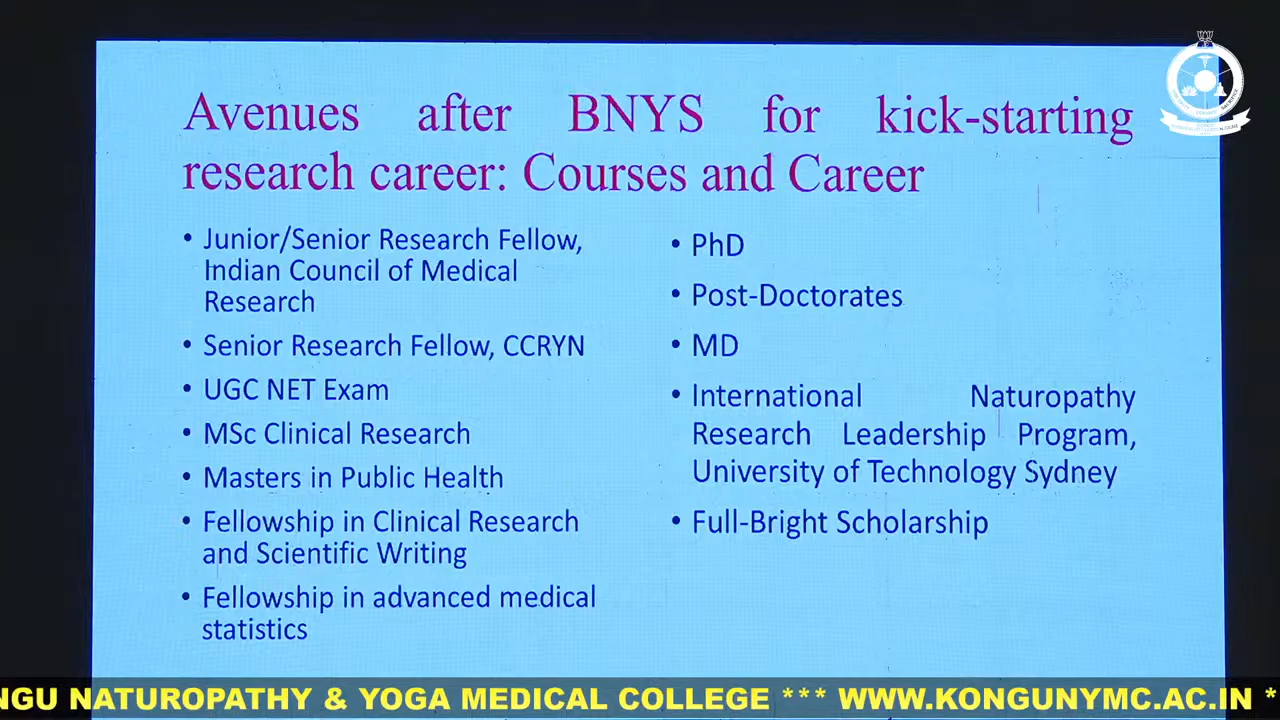 Avenues after BNYS for kick-starting
research career: Courses and Career
• Junior/Senior Research Fellow,
Indian Council of Medical
Research
• Senior Research Fellow, CCRYN
• UGC NET Exam
• MSc Clinical Research
• Masters in Public Health
• Fellowship in Clinical Research
and Scientific Writing
• Fellowship in advanced medical
statistics
• PhD
• Post-Doctorates
• MD
• International Naturopathy
Research Leadership Program,
University of Technology Sydney
• Full-Bright Scholarship
NGU NATUROPATHY & YOGA MEDICAL COLLEGE *** WWW.KONGUNYMC.AC.IN *